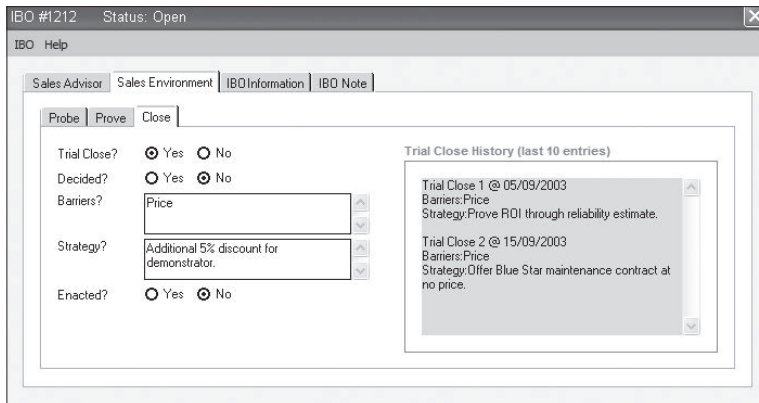 IBO #1212 Status: Open
IBO Help
Sales Advisor Sales Environment IBO Information IBO Note
Probe Prove Close
Trial Close? Yes No
Decided? Yes No
Barriers? Price
Strategy? Additional 5% discount for
demonstrator.
Enacted? Yes No
Trial Close History (last 10 entries)
Trial Close 1 @ 05/09/2003
Barriers:Price
Strategy:Prove ROI through reliability estimate.
Trial Close 2 @ 15/09/2003
Barriers:Price
Strategy:Offer Blue Star maintenance contract at
no price.